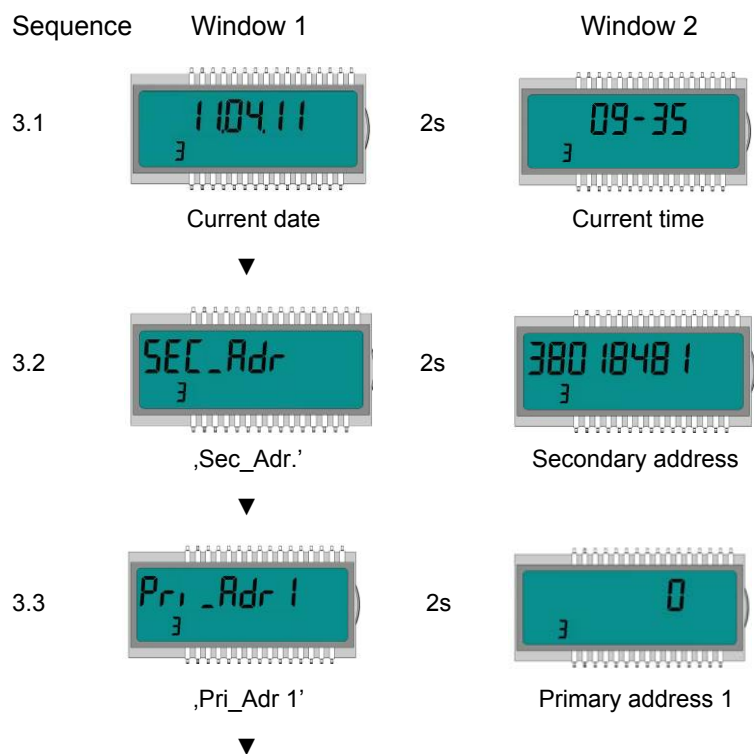 Sequence Window 1 Window 2
3.1 11.04.11 2s 09-35
3 3
Current date Current time
▼
3.2 SEC_Adr 2s 38018481
3 3
‚Sec_Adr.’ Secondary address
▼
3.3 Pri_Adr 1 2s 0
3 3
‚Pri_Adr 1’ Primary address 1
▼